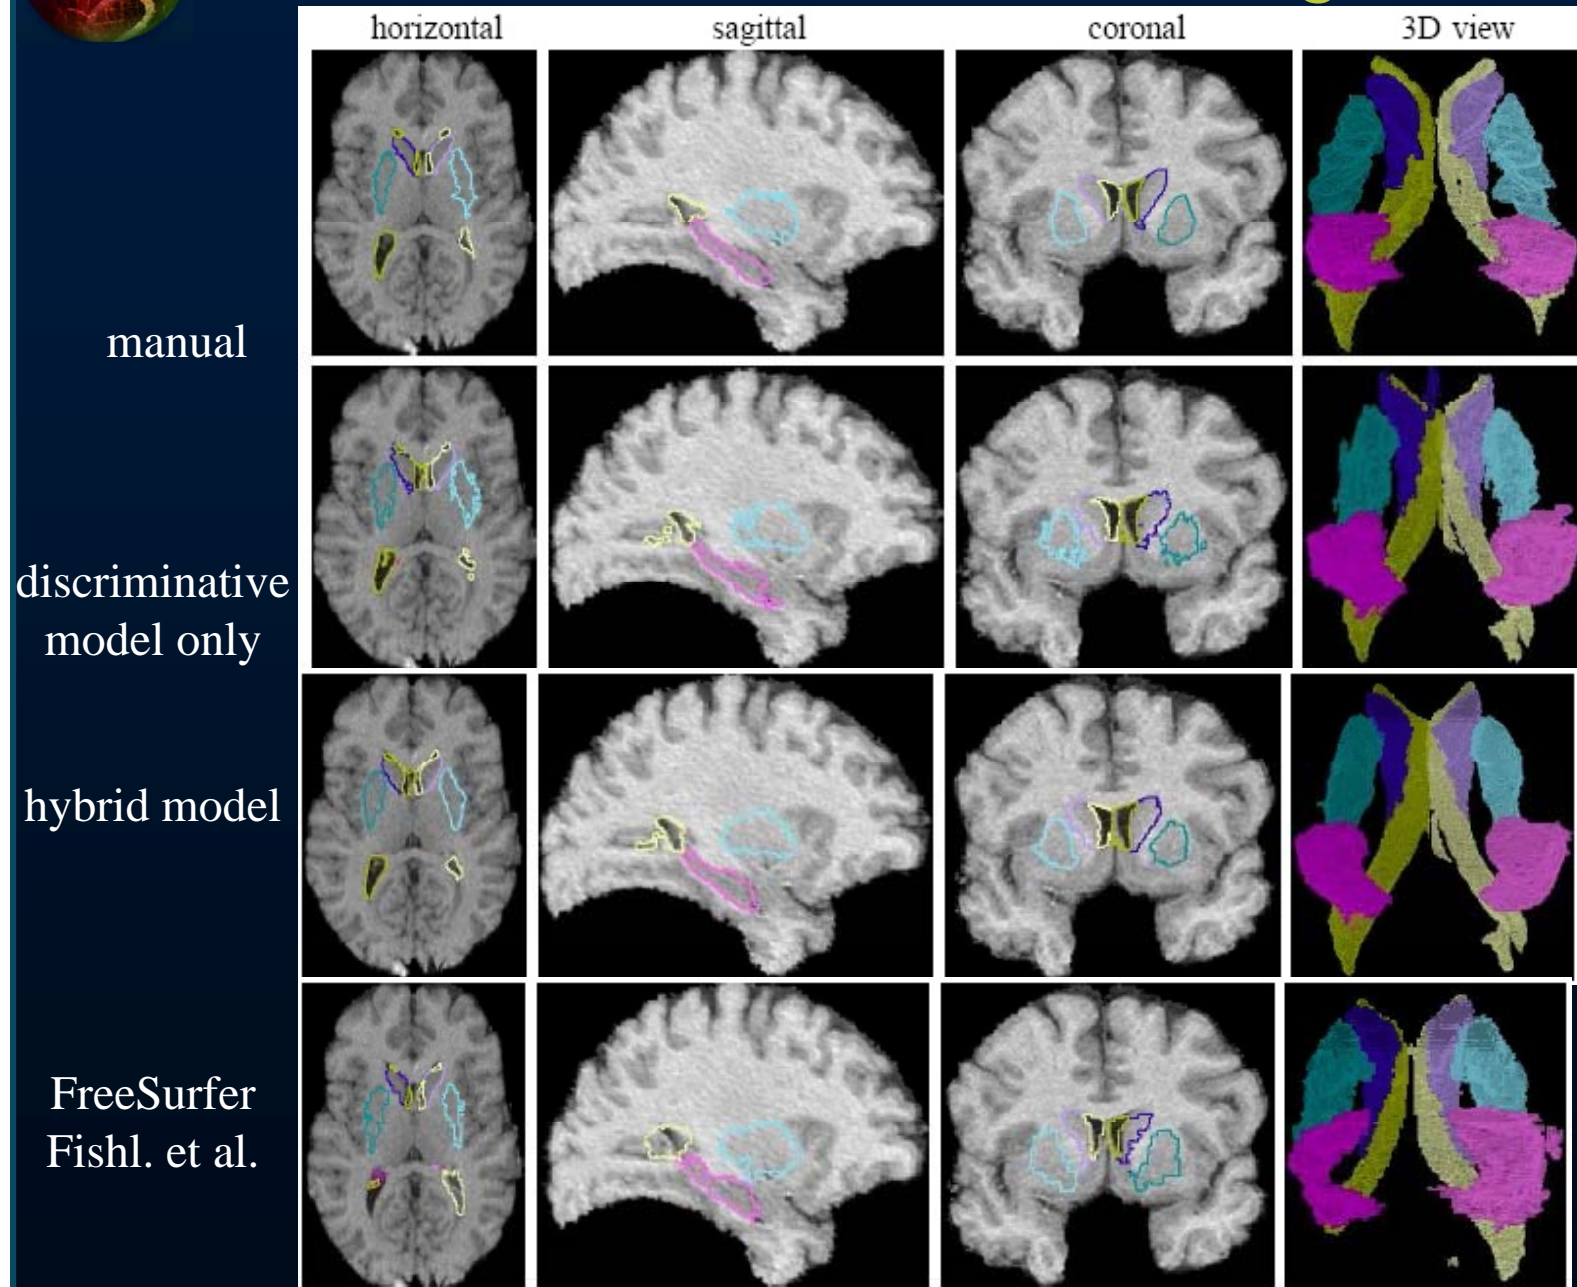 horizontal sagittal coronal 3D view
manual
discriminative
model only
hybrid model
FreeSurfer
Fishl. et al.